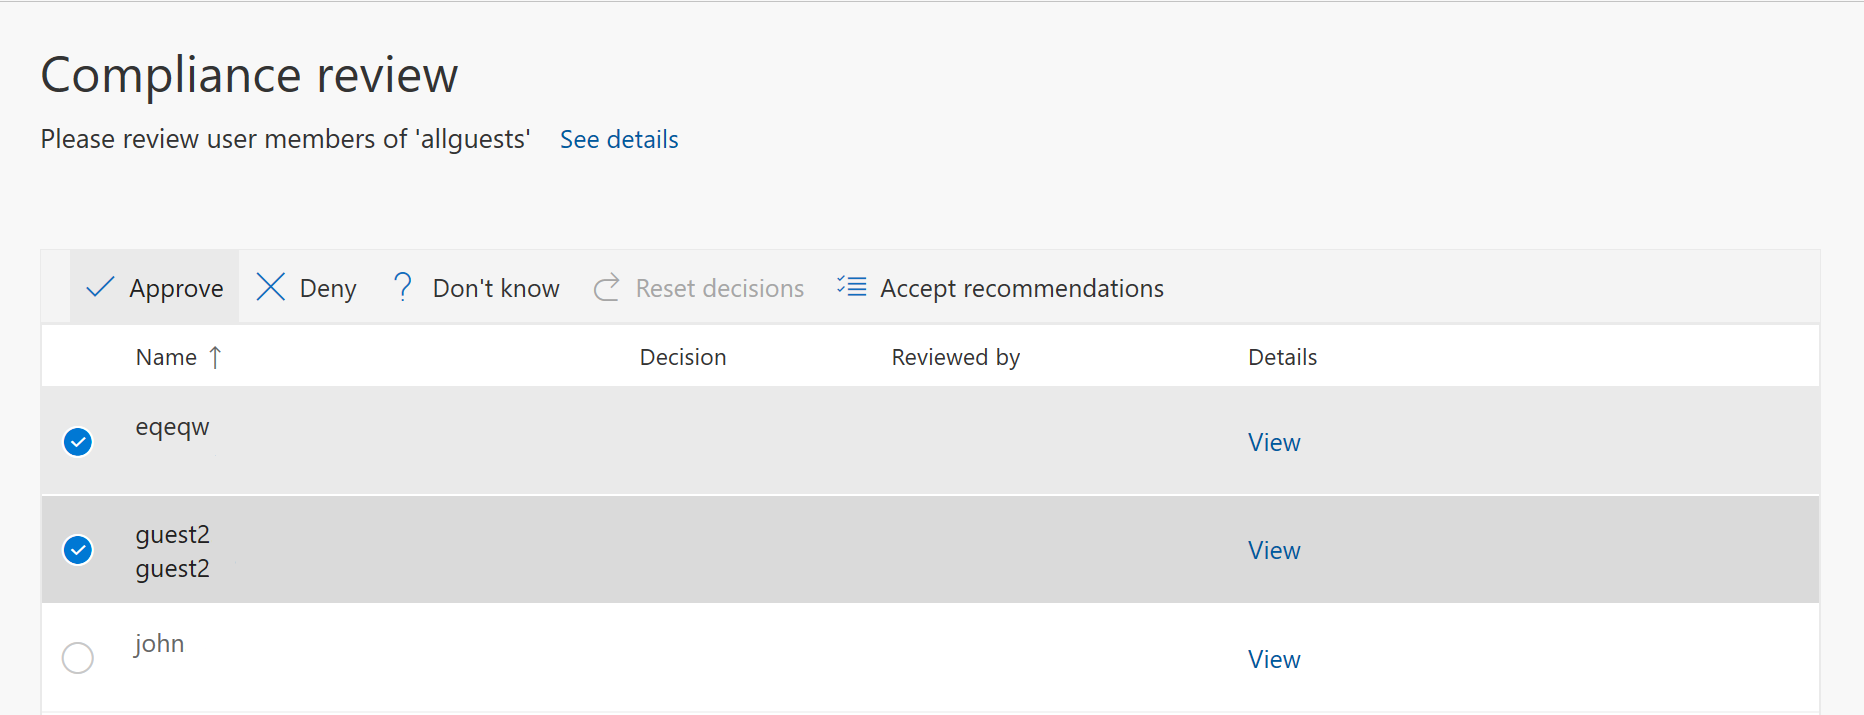 Compliance review
Please review user members of 'allguests' See details
Approve Deny Don't know Reset decisions Accept recommendations
Name Decision Reviewed by Details
eqeqw
View
guest2
guest2
View
john
View